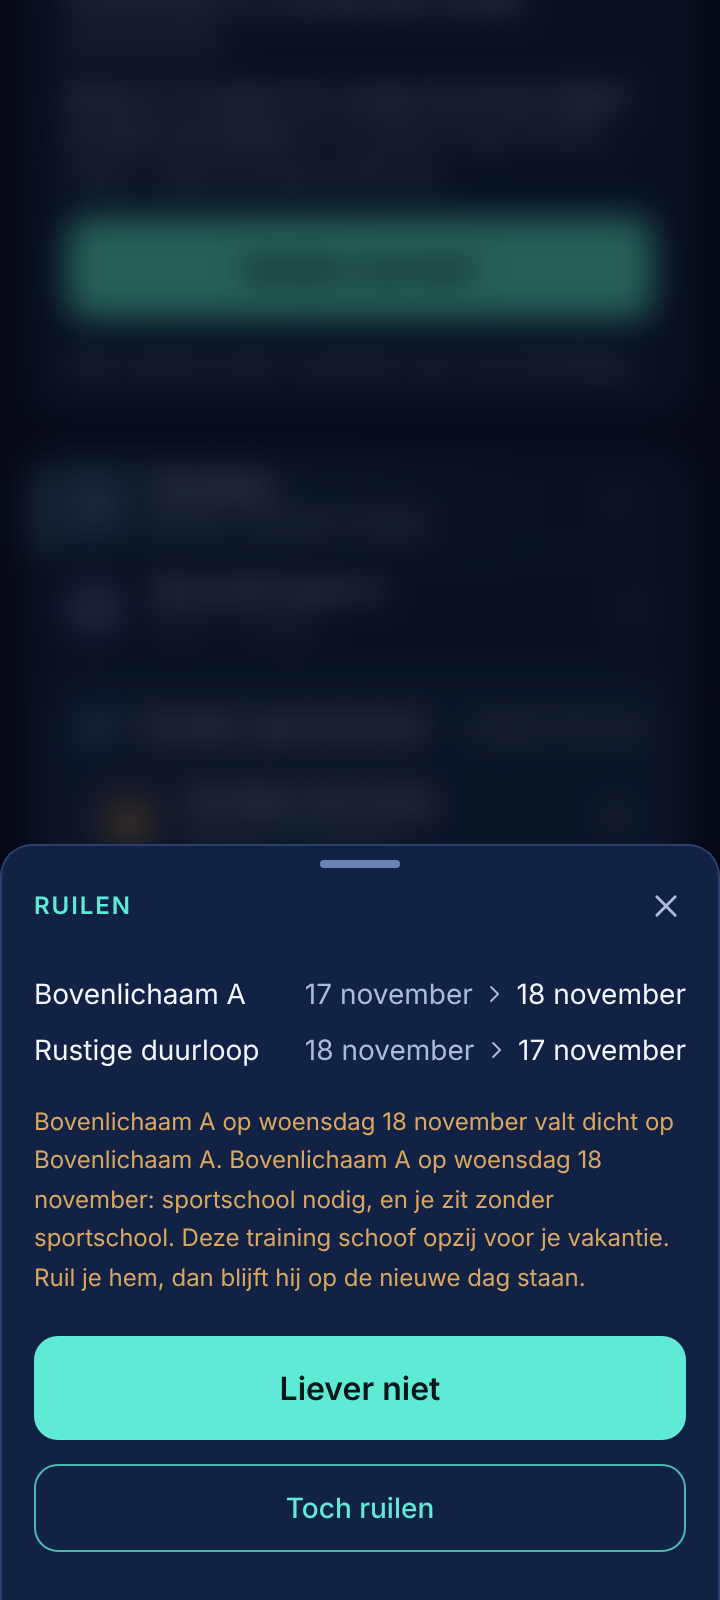 RUILEN
Bovenlichaam A 17 november > 18 november
Rustige duurloop 18 november > 17 november
Bovenlichaam A op woensdag 18 november valt dicht op
Bovenlichaam A. Bovenlichaam A op woensdag 18
november: sportschool nodig, en je zit zonder
sportschool. Deze training schoof opzij voor je vakantie.
Ruil je hem, dan blijft hij op de nieuwe dag staan.
Liever niet
Toch ruilen